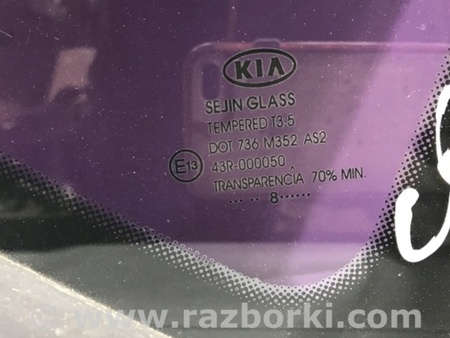 KIA
SEJIN GLASS
TEMPERED T3.5
DOT 736 M352 AS2
E13 43R-000050
TRANSPARENCIA 70% MIN.
•• •• 8••••••
www.razborki.com